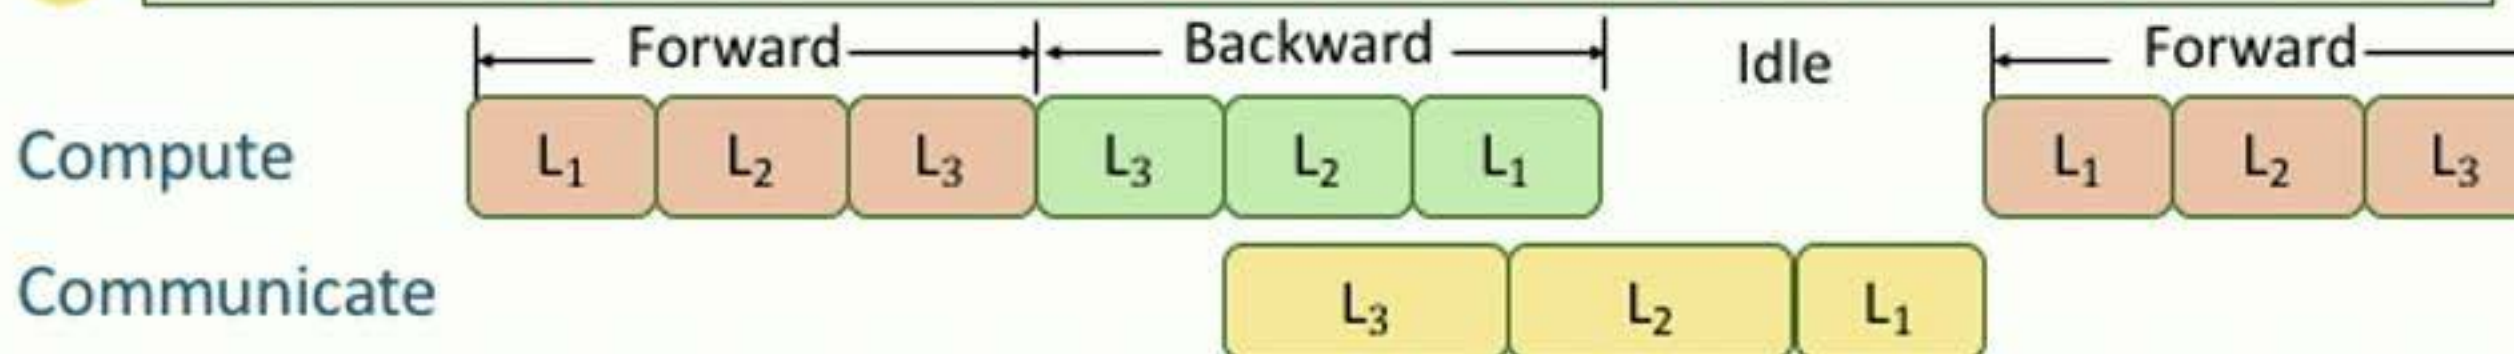 Forward Backward Idle Forward
Compute L₁ L₂ L₃ L₃ L₂ L₁ L₁ L₂ L₃
Communicate L₃ L₂ L₁